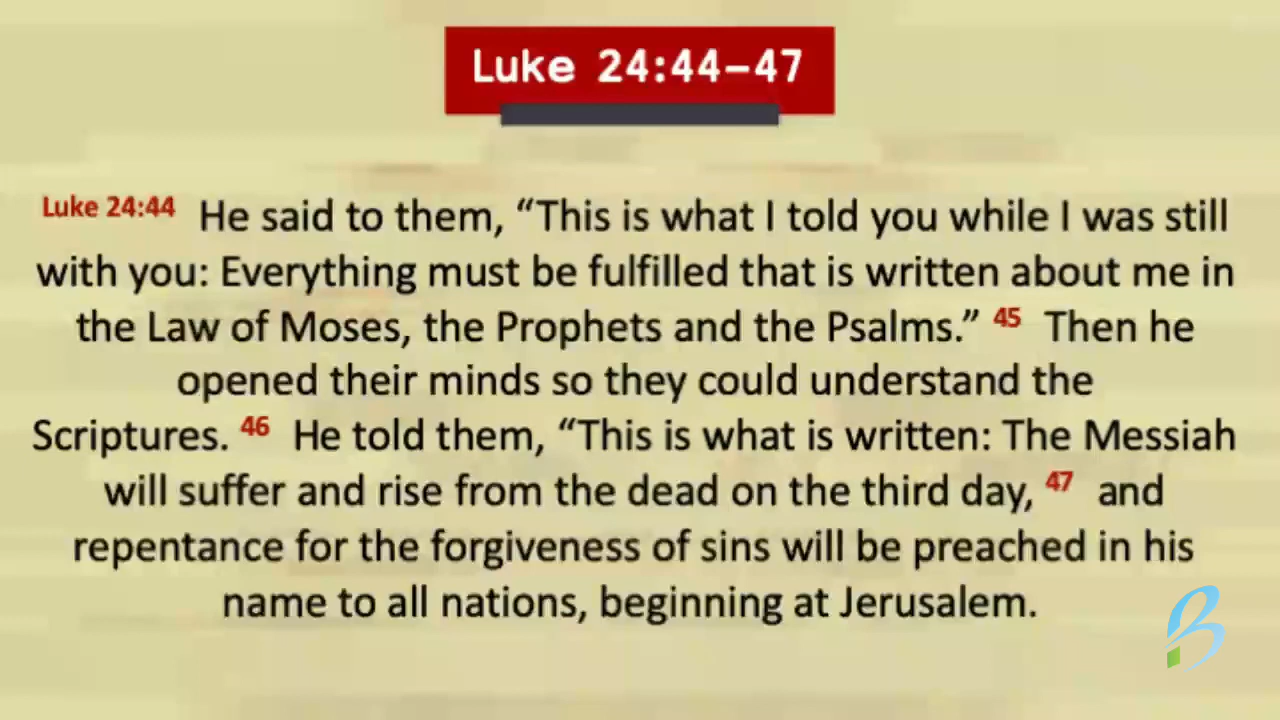 Luke 24:44–47
Luke 24:44 He said to them, “This is what I told you while I was still
with you: Everything must be fulfilled that is written about me in
the Law of Moses, the Prophets and the Psalms.” 45 Then he
opened their minds so they could understand the
Scriptures. 46 He told them, “This is what is written: The Messiah
will suffer and rise from the dead on the third day, 47 and
repentance for the forgiveness of sins will be preached in his
name to all nations, beginning at Jerusalem.
B